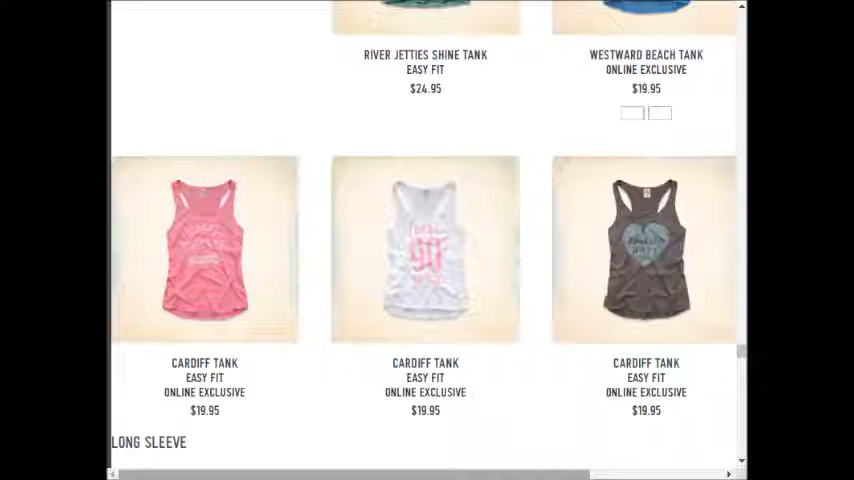 RIVER JETTIES SHINE TANK
EASY FIT
$24.95
WESTWARD BEACH TANK
ONLINE EXCLUSIVE
$19.95
CARDIFF TANK
EASY FIT
ONLINE EXCLUSIVE
$19.95
CARDIFF TANK
EASY FIT
ONLINE EXCLUSIVE
$19.95
CARDIFF TANK
EASY FIT
ONLINE EXCLUSIVE
$19.95
LONG SLEEVE